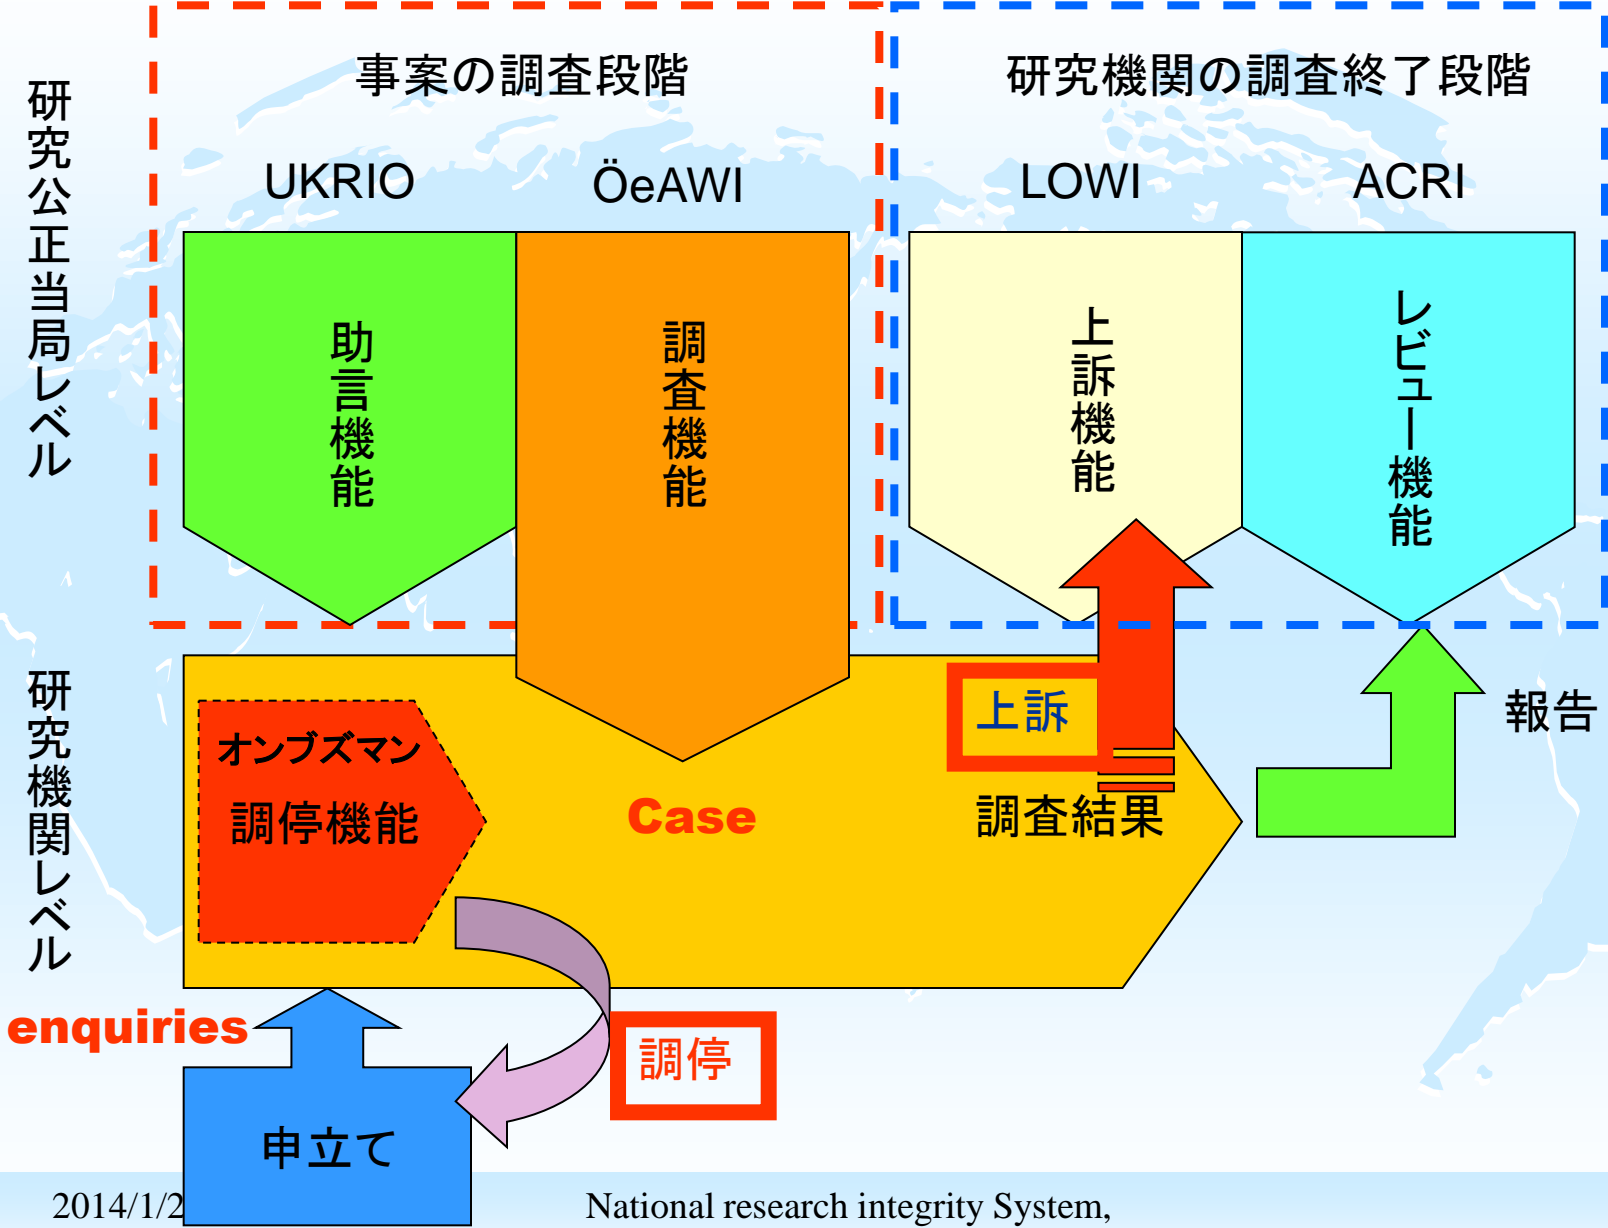 事案の調査段階
研究機関の調査終了段階
研究公正当局レベル
UKRIO
ÖeAWI
LOWI
ACRI
助言機能
調査機能
上訴機能
レビュー機能
研究機関レベル
オンブズマン
調停機能
Case
上訴
調査結果
報告
enquiries
調停
申立て
2014/1/2
National research integrity System,